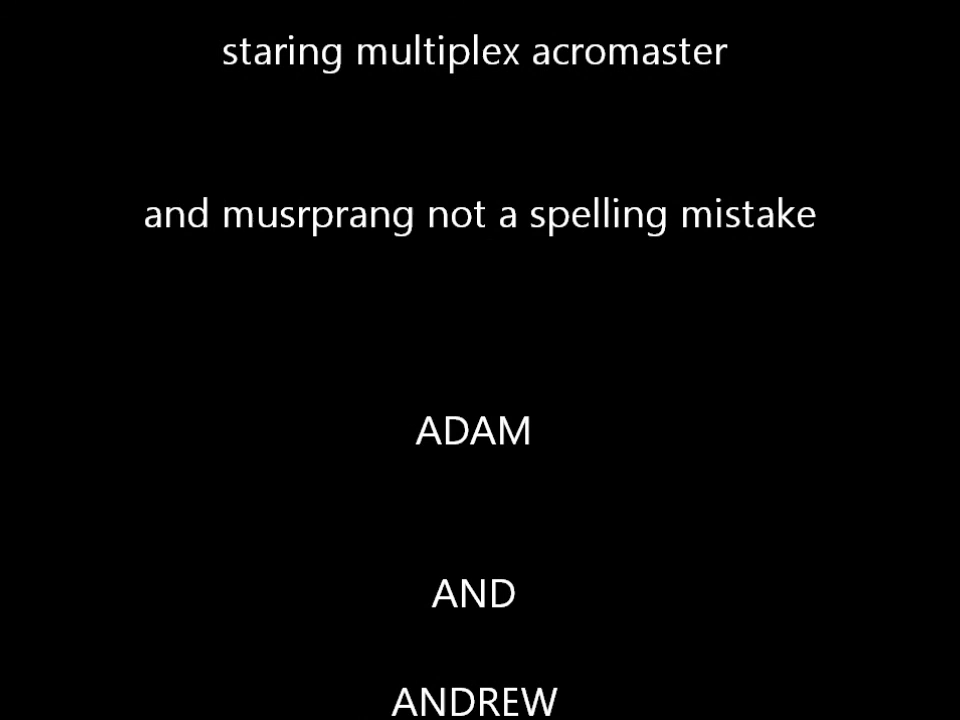 staring multiplex acromaster
and musrprang not a spelling mistake
ADAM
AND
ANDREW